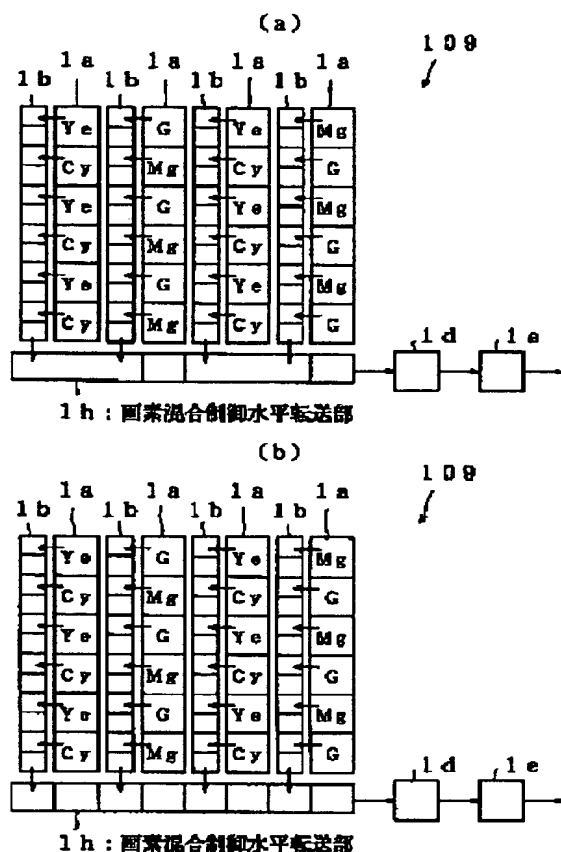 (a)
109
1b 1a 1b 1a 1b 1a 1b 1a
Ye G Ye Mg
Cy Mg Cy G
Ye G Ye Mg
Cy Mg Cy G
Ye G Ye Mg
Cy Mg Cy G
1d 1e
1h:画素混合制御水平転送部
(b)
109
1b 1a 1b 1a 1b 1a 1b 1a
Ye G Ye Mg
Cy Mg Cy G
Ye G Ye Mg
Cy Mg Cy G
Ye G Ye Mg
Cy Mg Cy G
1d 1e
1h:画素混合制御水平転送部